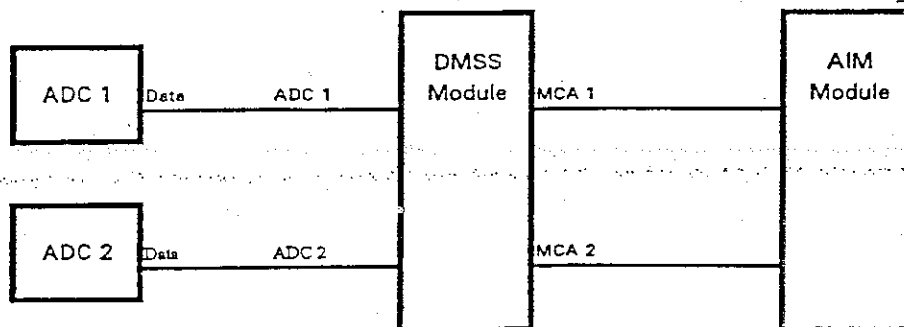 DMSS
Module
AIM
Module
ADC 1
Data
ADC 1
MCA 1
ADC 2
Data
ADC 2
MCA 2